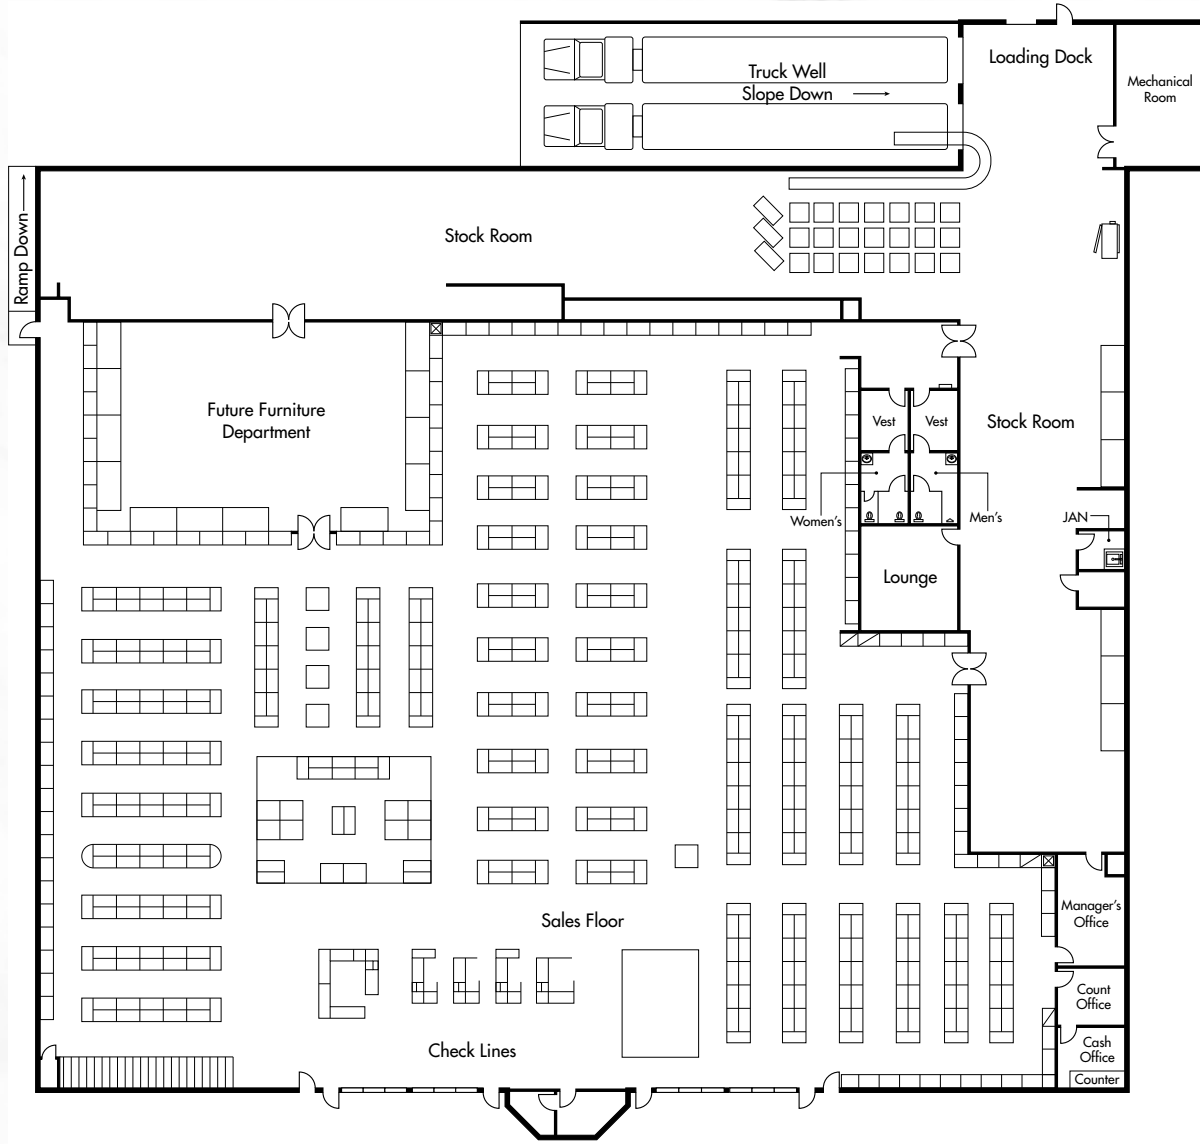 Loading Dock
Truck Well
Slope Down
Mechanical
Room
Ramp Down
Stock Room
Future Furniture
Department
Vest
Vest
Stock Room
Women's
Men's
JAN
Lounge
Sales Floor
Manager's
Office
Count
Office
Check Lines
Cash
Office
Counter